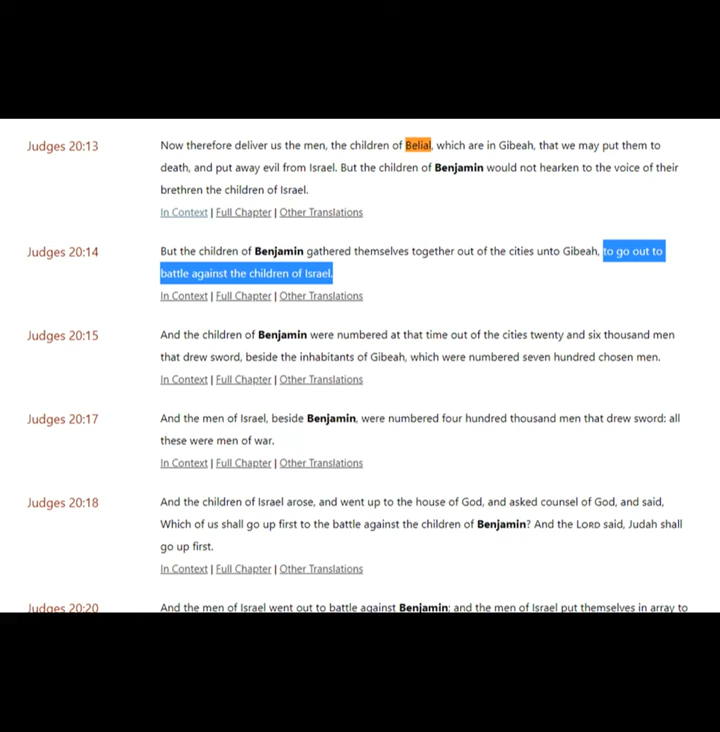 Judges 20:13
Now therefore deliver us the men, the children of Belial, which are in Gibeah, that we may put them to
death, and put away evil from Israel. But the children of Benjamin would not hearken to the voice of their
brethren the children of Israel.
In Context | Full Chapter | Other Translations
Judges 20:14
But the children of Benjamin gathered themselves together out of the cities unto Gibeah, to go out to
battle against the children of Israel.
In Context | Full Chapter | Other Translations
Judges 20:15
And the children of Benjamin were numbered at that time out of the cities twenty and six thousand men
that drew sword, beside the inhabitants of Gibeah, which were numbered seven hundred chosen men.
In Context | Full Chapter | Other Translations
Judges 20:17
And the men of Israel, beside Benjamin, were numbered four hundred thousand men that drew sword: all
these were men of war.
In Context | Full Chapter | Other Translations
Judges 20:18
And the children of Israel arose, and went up to the house of God, and asked counsel of God, and said,
Which of us shall go up first to the battle against the children of Benjamin? And the LORD said, Judah shall
go up first.
In Context | Full Chapter | Other Translations
Judges 20:20
And the men of Israel went out to battle against Benjamin; and the men of Israel put themselves in array to